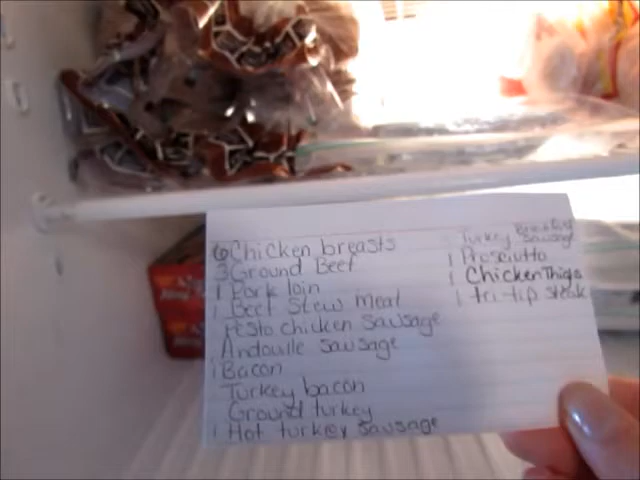 6 Chicken breasts
3 Ground Beef
1 Pork loin
1 Beef Stew meat
Pesto chicken sausage
Andouille sausage
1 Bacon
Turkey bacon
Ground turkey
1 Hot turkey sausage
Turkey Breakfast sausage
1 Prosciutto
1 Chicken Thighs
1 tri-tip steak